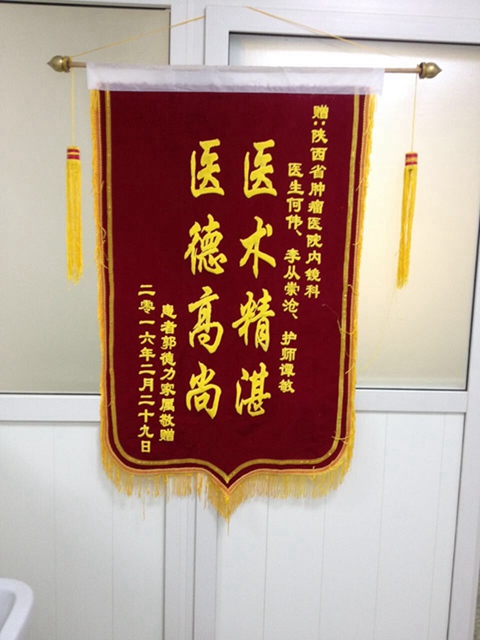 赠：陕西省肿瘤医院内镜科
医生何伟、李从崇沧、护师谭敏
医术精湛
医德高尚
患者郭德力家属敬赠
二零一六年二月二十九日